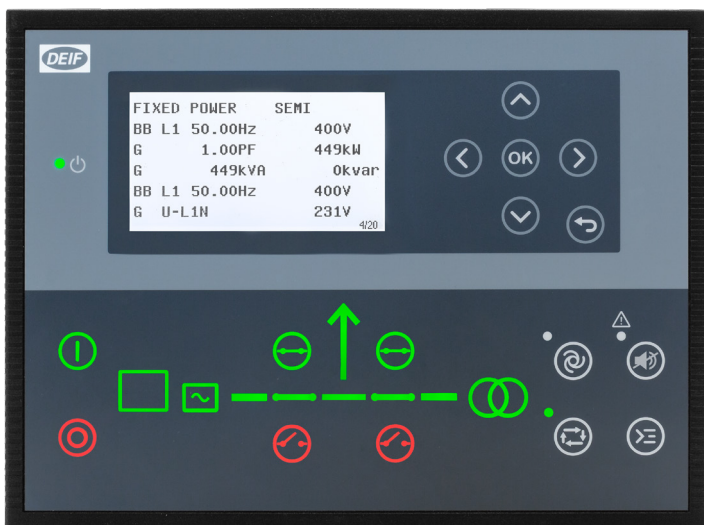 DEIF
FIXED POWER SEMI
BB L1 50.00Hz 400V
G 1.00PF 449kW
G 449kVA 0kvar
BB L1 50.00Hz 400V
G U-L1N 231V
4/20
OK